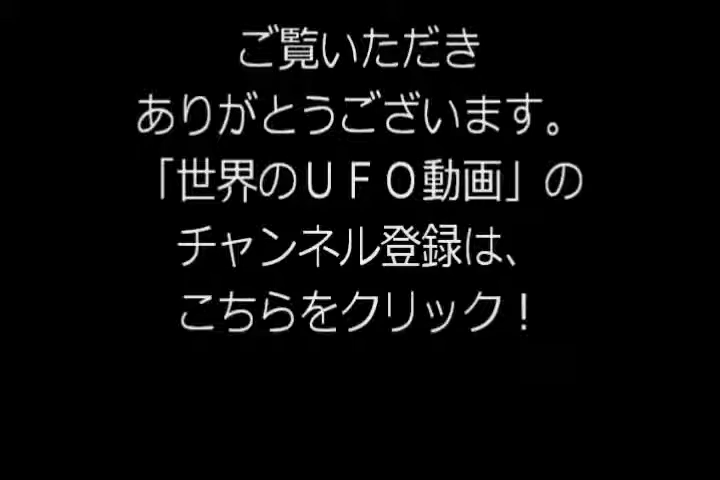 ご覧いただき
ありがとうございます。
「世界のＵＦＯ動画」の
チャンネル登録は、
こちらをクリック！